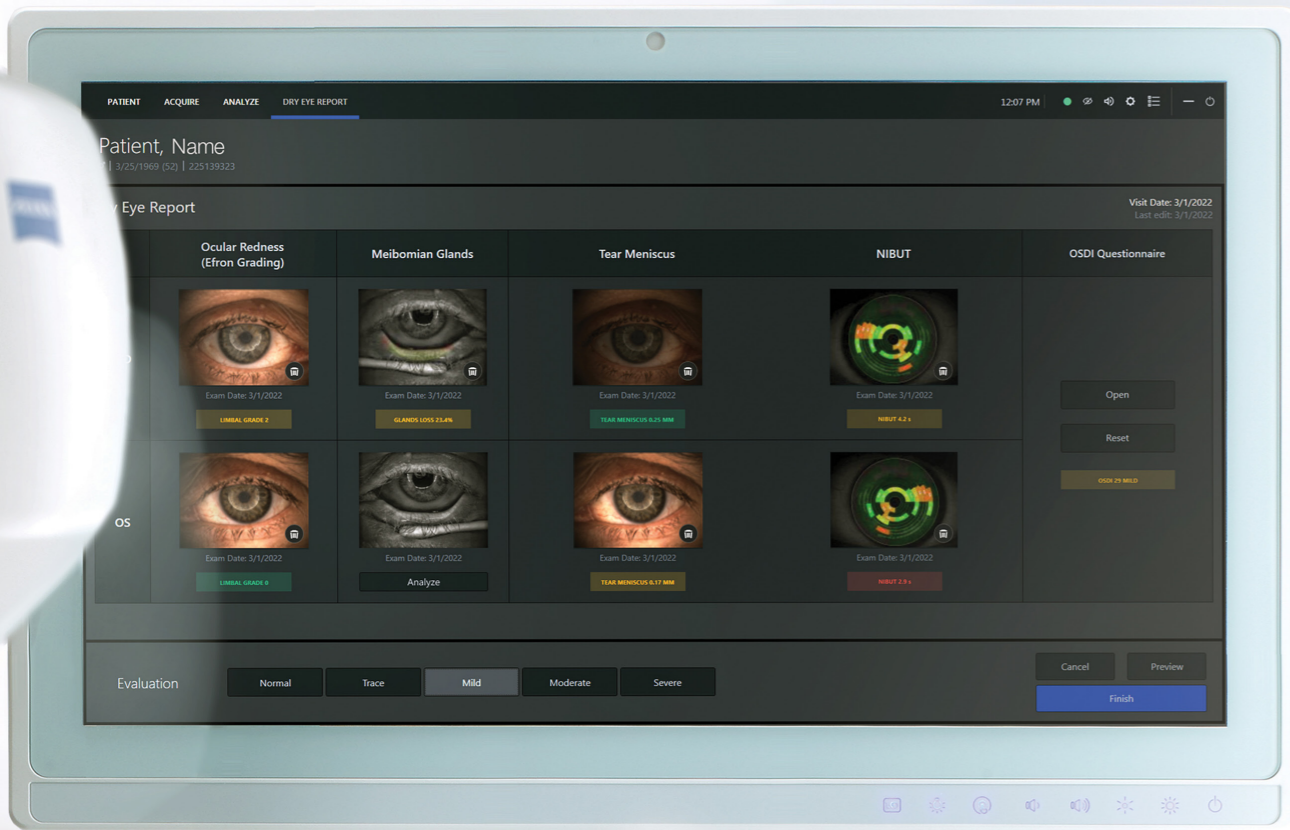 PATIENT ACQUIRE ANALYZE DRY EYE REPORT 12:07 PM
Patient, Name
| 3/25/1969 (52) | 225139323
y Eye Report
Visit Date: 3/1/2022
Last edit: 3/1/2022
Ocular Redness
(Efron Grading)
Meibomian Glands
Tear Meniscus
NIBUT
OSDI Questionnaire
Exam Date: 3/1/2022 Exam Date: 3/1/2022 Exam Date: 3/1/2022 Exam Date: 3/1/2022
LIMBAL GRADE 2 GLANDS LOSS 23.4% TEAR MENISCUS 0.25 MM NIBUT 4.2 s
Open
Reset
OSDI 29 MILD
OS
Exam Date: 3/1/2022 Exam Date: 3/1/2022 Exam Date: 3/1/2022 Exam Date: 3/1/2022
LIMBAL GRADE 0 Analyze TEAR MENISCUS 0.17 MM NIBUT 2.9 s
Evaluation Normal Trace Mild Moderate Severe
Cancel Preview
Finish